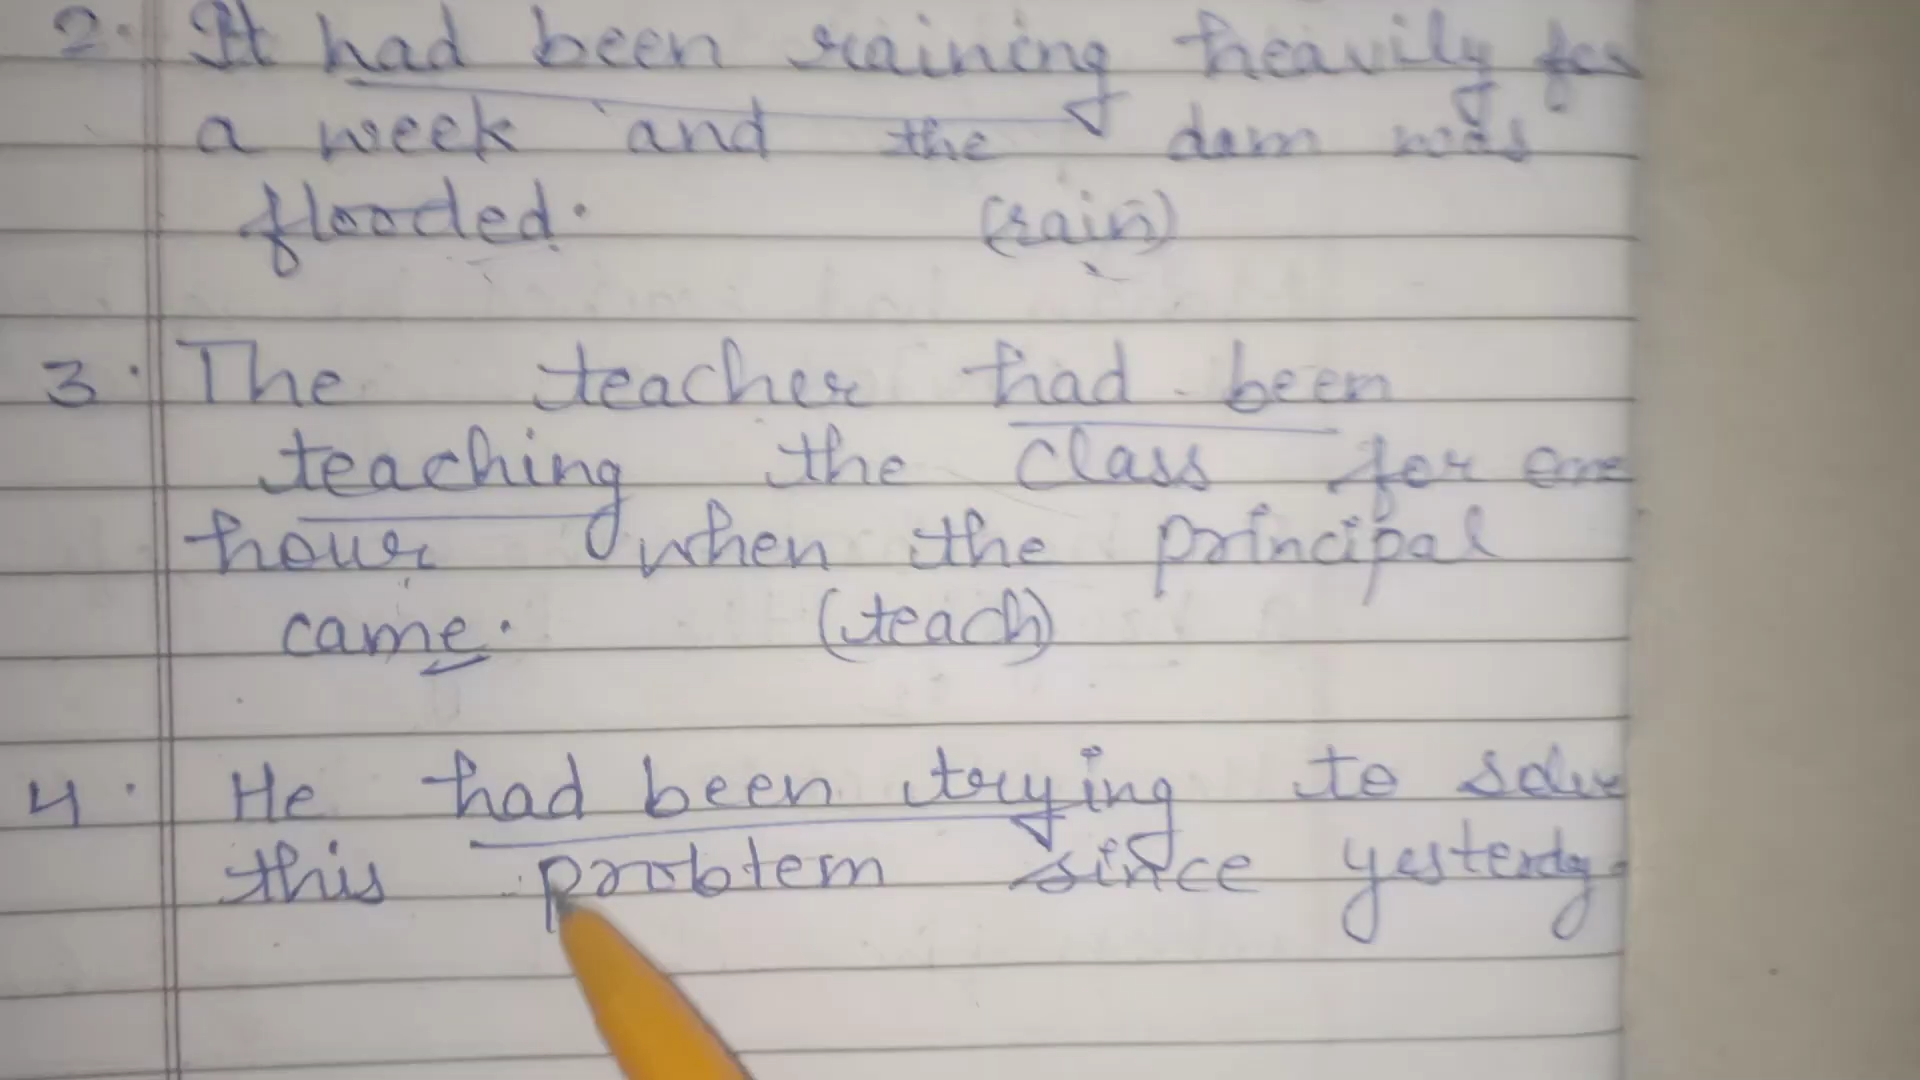 2. It had been raining heavily for
a week and the dam was
flooded. (rain)
3. The teacher had been
teaching the class for one
hour when the principal
came. (teach)
4. He had been trying to solve
this problem since yesterday.